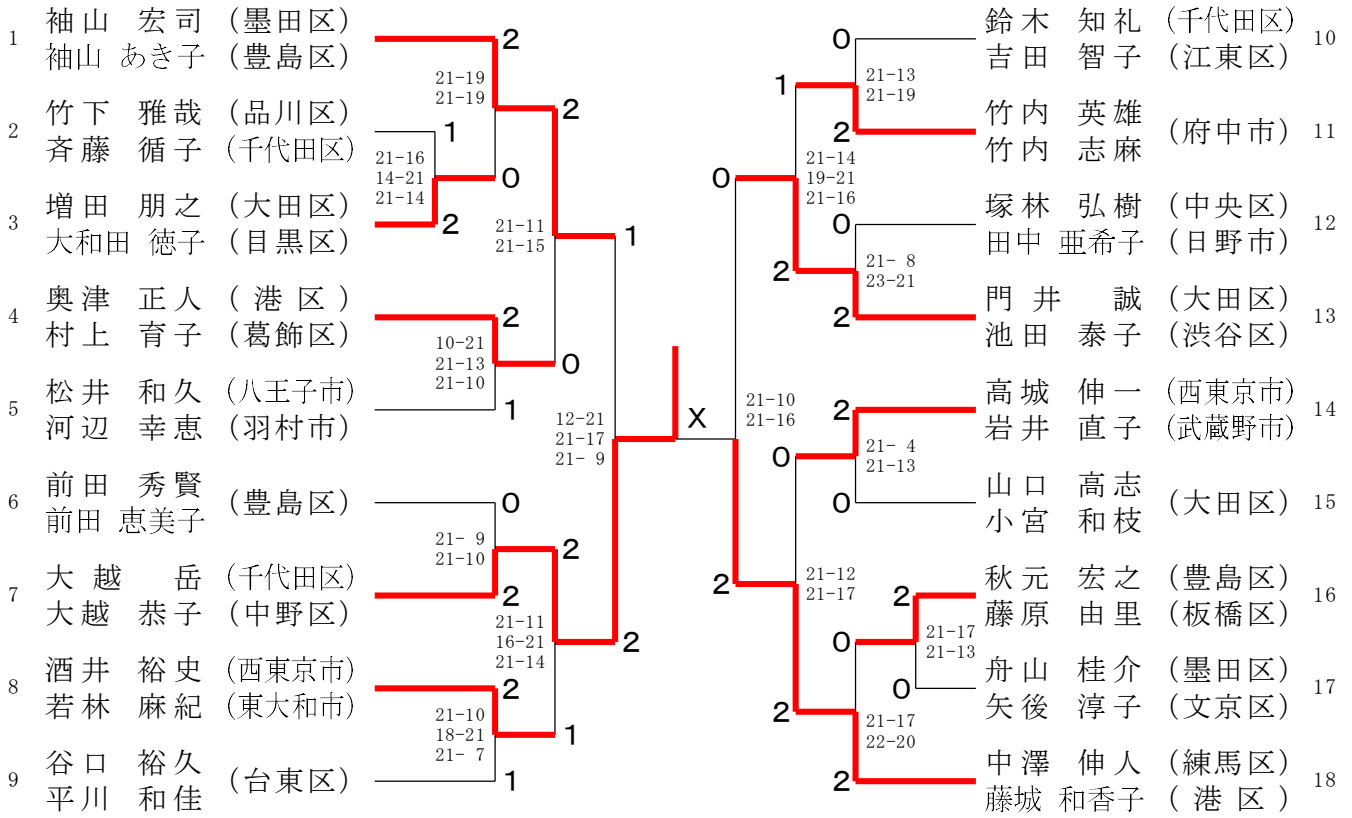 1 袖山 宏司 (墨田区)
袖山 あき子 (豊島区)
2 竹下 雅哉 (品川区)
斉藤 循子 (千代田区)
3 増田 朋之 (大田区)
大和田 徳子 (目黒区)
4 奥津 正人 (港区)
村上 育子 (葛飾区)
5 松井 和久 (八王子市)
河辺 幸恵 (羽村市)
6 前田 秀賢 (豊島区)
前田 恵美子
7 大越 岳 (千代田区)
大越 恭子 (中野区)
8 酒井 裕史 (西東京市)
若林 麻紀 (東大和市)
9 谷口 裕久 (台東区)
平川 和佳
2
21-19
21-19
2
1
21-16
14-21
21-14
0
2
21-11
21-15
1
2
10-21
21-13
21-10
0
1
12-21
21-17
21- 9
0
21- 9
21-10
2
2
21-11
16-21
21-14
2
2
21-10
18-21
21- 7
1
1
X
0
21-13
21-19
1
2
21-14
19-21
21-16
0
0
21- 8
23-21
2
2
21-10
21-16
2
21- 4
21-13
0
0
21-12
21-17
2
2
21-17
21-13
0
0
21-17
22-20
2
2
鈴木 知礼 (千代田区) 10
吉田 智子 (江東区)
竹内 英雄 (府中市) 11
竹内 志麻
塚林 弘樹 (中央区) 12
田中 亜希子 (日野市)
門井 誠 (大田区) 13
池田 泰子 (渋谷区)
高城 伸一 (西東京市) 14
岩井 直子 (武蔵野市)
山口 高志 (大田区) 15
小宮 和枝
秋元 宏之 (豊島区) 16
藤原 由里 (板橋区)
舟山 桂介 (墨田区) 17
矢後 淳子 (文京区)
中澤 伸人 (練馬区) 18
藤城 和香子 (港区)